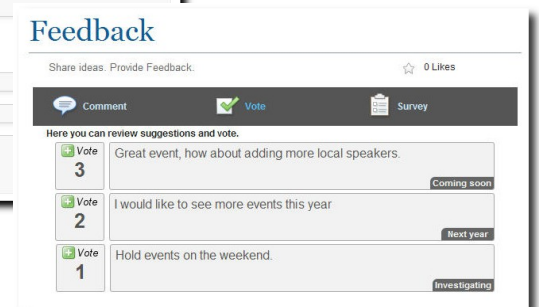 Feedback
Share ideas. Provide Feedback.
0 Likes
Comment
Vote
Survey
Here you can review suggestions and vote.
Vote
3
Great event, how about adding more local speakers.
Coming soon
Vote
2
I would like to see more events this year
Next year
Vote
1
Hold events on the weekend.
Investigating